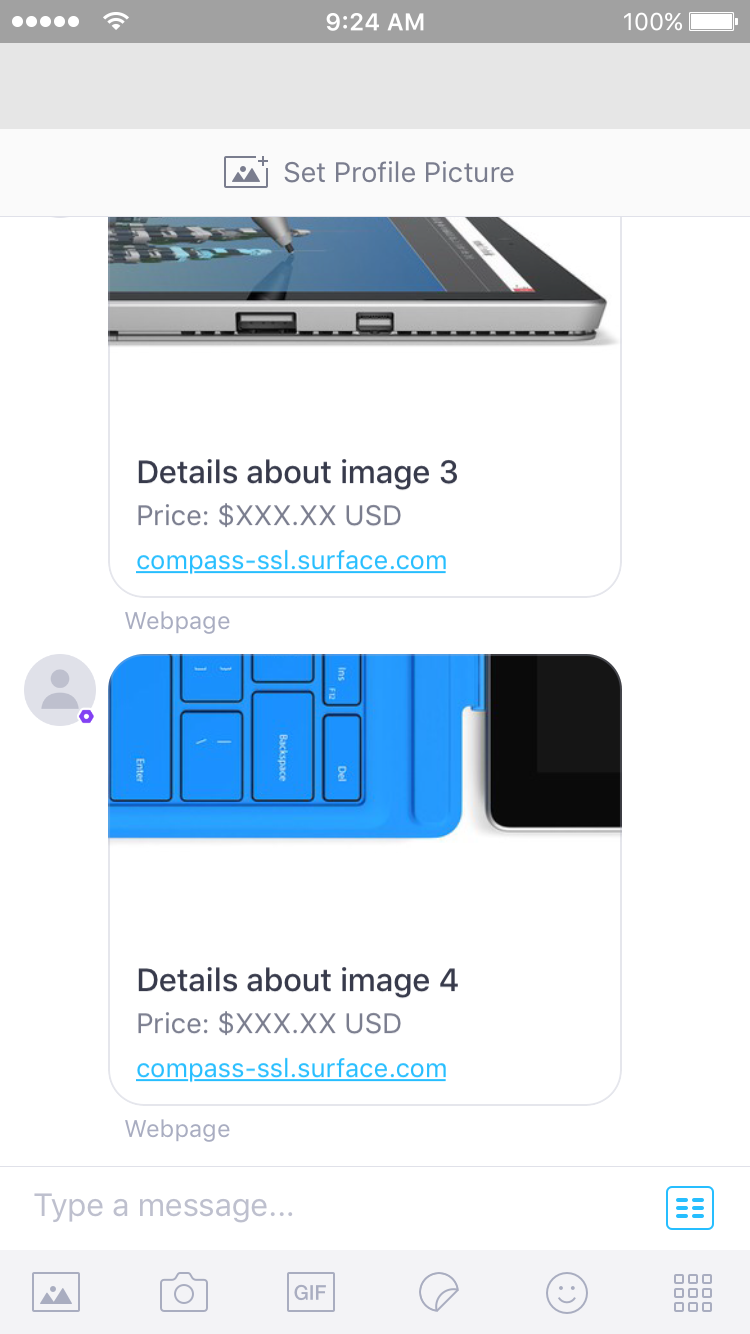 9:24 AM
100%
Set Profile Picture
Details about image 3
Price: $XXX.XX USD
compass-ssl.surface.com
Webpage
Ins
F12
Enter
Backspace
Del
Details about image 4
Price: $XXX.XX USD
compass-ssl.surface.com
Webpage
Type a message...
GIF